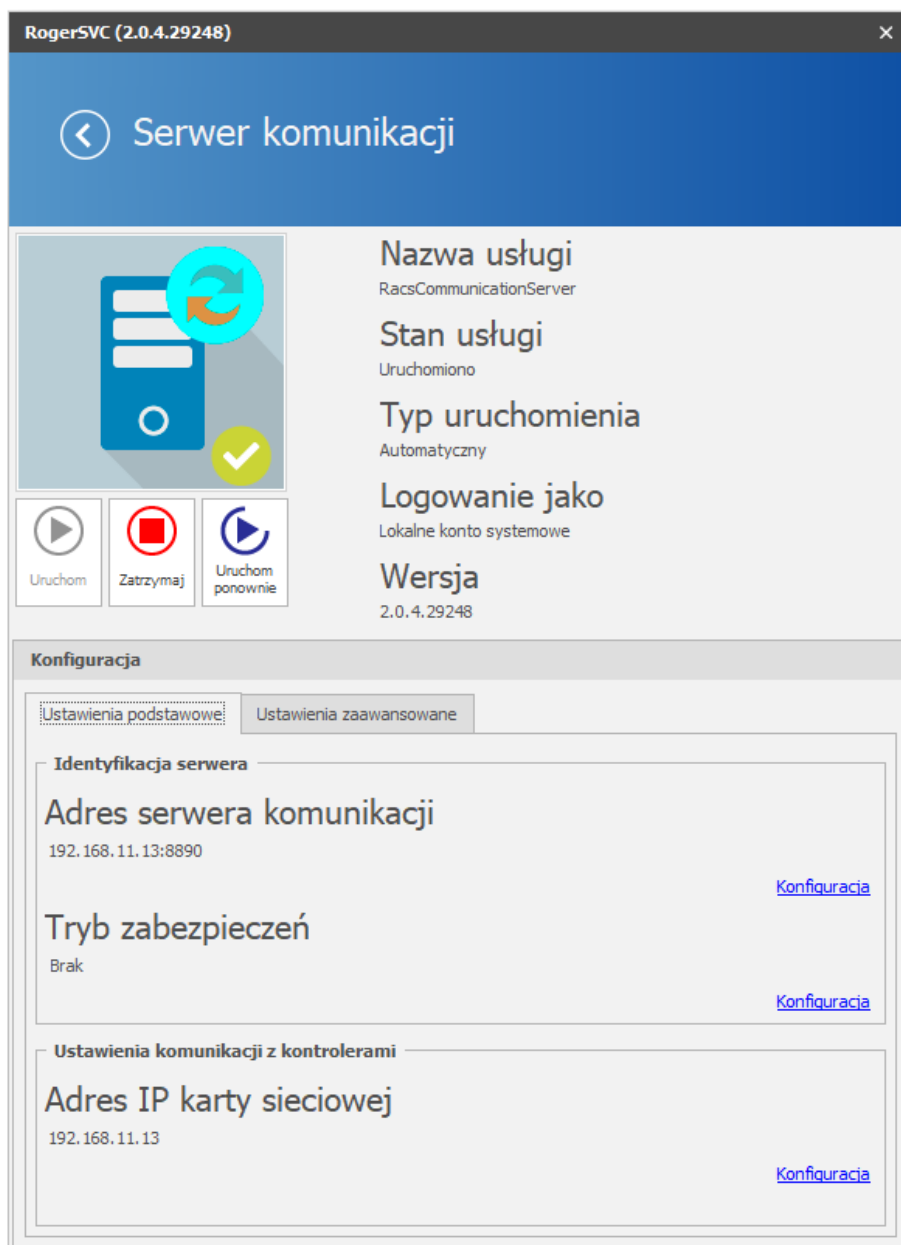 RogerSVC (2.0.4.29248)
Serwer komunikacji
Nazwa usługi
RacsCommunicationServer
Stan usługi
Uruchomiono
Typ uruchomienia
Automatyczny
Logowanie jako
Lokalne konto systemowe
Wersja
2.0.4.29248
Uruchom
Zatrzymaj
Uruchom
ponownie
Konfiguracja
Ustawienia podstawowe
Ustawienia zaawansowane
Identyfikacja serwera
Adres serwera komunikacji
192.168.11.13:8890
Konfiguracja
Tryb zabezpieczeń
Brak
Konfiguracja
Ustawienia komunikacji z kontrolerami
Adres IP karty sieciowej
192.168.11.13
Konfiguracja